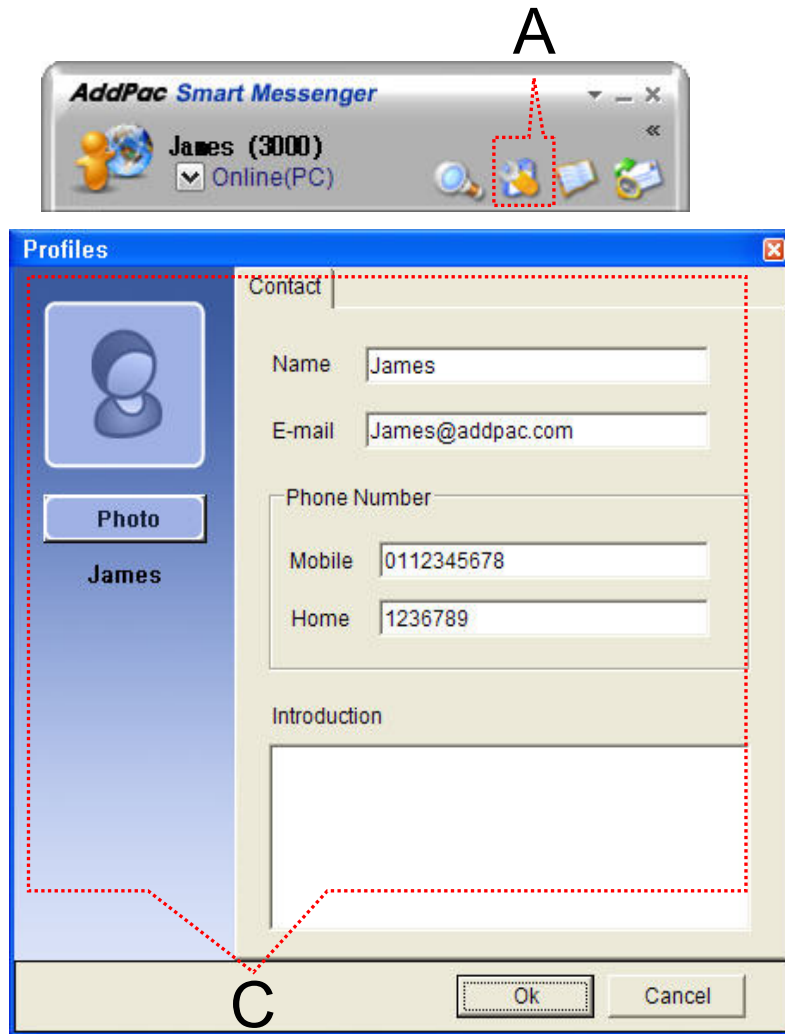 A
AddPac Smart Messenger
James (3000)
Online(PC)
Profiles
Contact
Name James
E-mail James@addpac.com
Phone Number
Photo
Mobile 0112345678
James
Home 1236789
Introduction
C
Ok Cancel